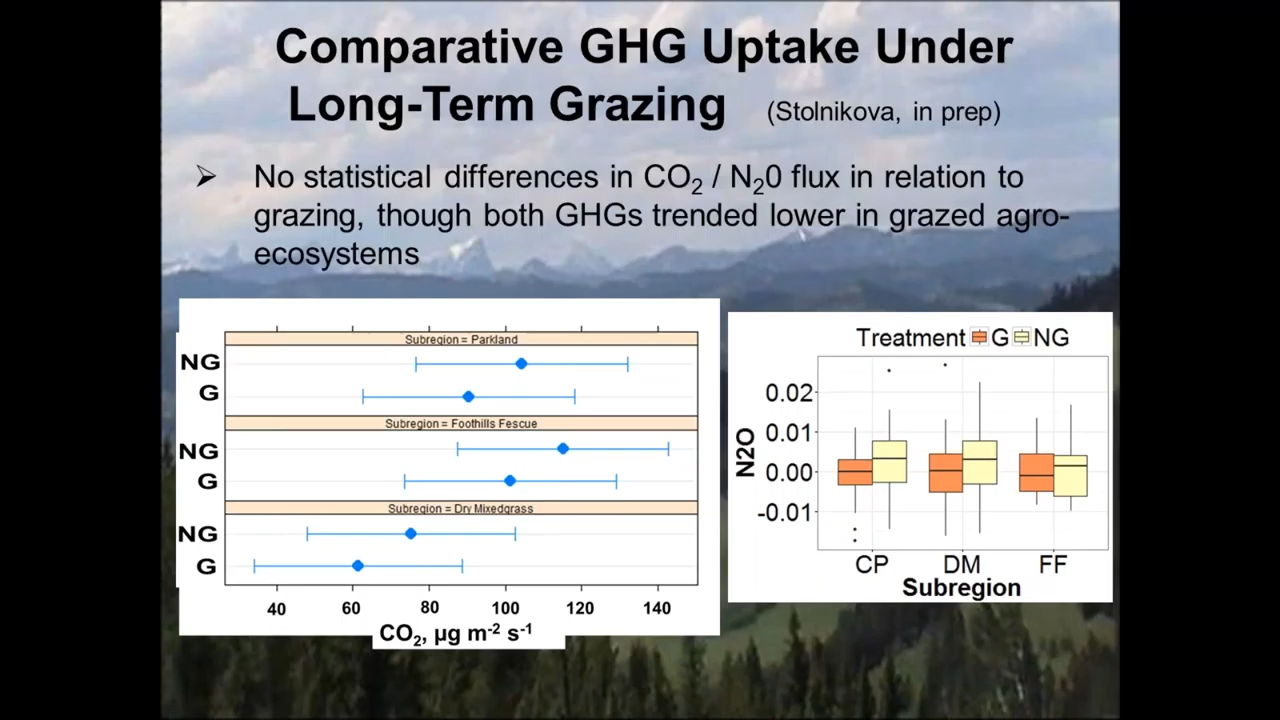 Comparative GHG Uptake Under
Long-Term Grazing (Stolnikova, in prep)
➢ No statistical differences in CO₂ / N₂0 flux in relation to
grazing, though both GHGs trended lower in grazed agro-
ecosystems
Subregion = Parkland
NG
G
Subregion = Foothills Fescue
NG
G
Subregion = Dry Mixedgrass
NG
G
40 60 80 100 120 140
CO₂, µg m⁻² s⁻¹
Treatment G NG
0.02
0.01
0.00
-0.01
N2O
CP DM FF
Subregion